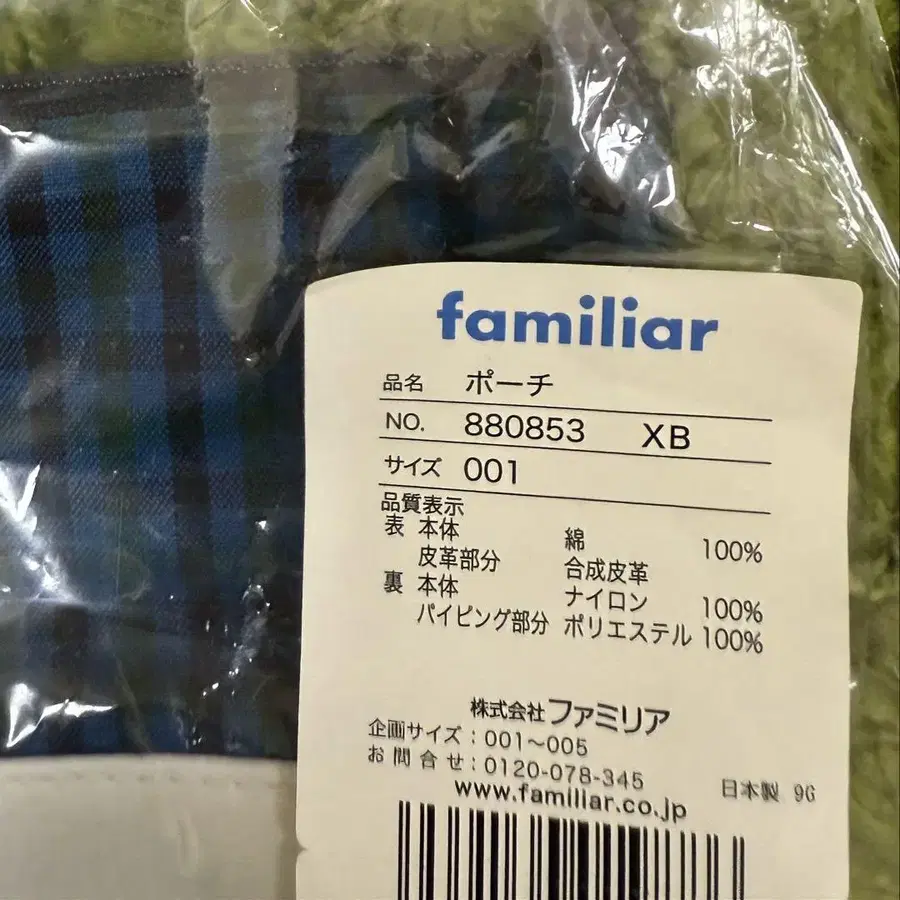 familiar
品名 ポーチ
NO. 880853 XB
サイズ 001
品質表示
表 本体 綿 100%
皮革部分 合成皮革
裏 本体 ナイロン 100%
パイピング部分 ポリエステル 100%
株式会社ファミリア
企画サイズ：001〜005
お問合せ：0120-078-345
www.familiar.co.jp
日本製 9G